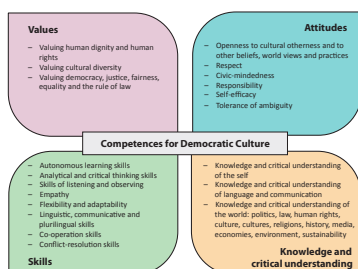 Values
– Valuing human dignity and human
rights
– Valuing cultural diversity
– Valuing democracy, justice, fairness,
equality and the rule of law
Attitudes
– Openness to cultural otherness and to
other beliefs, world views and practices
– Respect
– Civic-mindedness
– Responsibility
– Self-efficacy
– Tolerance of ambiguity
Competences for Democratic Culture
– Autonomous learning skills
– Analytical and critical thinking skills
– Skills of listening and observing
– Empathy
– Flexibility and adaptability
– Linguistic, communicative and
plurilingual skills
– Co-operation skills
– Conflict-resolution skills
Skills
– Knowledge and critical understanding
of the self
– Knowledge and critical understanding
of language and communication
– Knowledge and critical understanding of
the world: politics, law, human rights,
culture, cultures, religions, history, media,
economies, environment, sustainability
Knowledge and
critical understanding